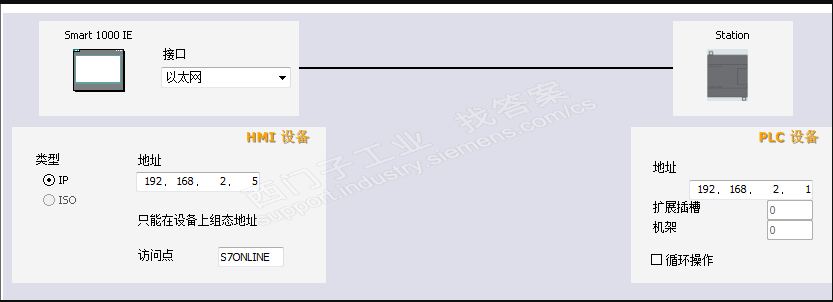 Smart 1000 IE
接口
以太网
Station
HMI 设备
类型
IP
ISO
地址
192. 168. 2. 5
只能在设备上组态地址
访问点
S7ONLINE
PLC 设备
地址
192. 168. 2. 1
扩展插槽
0
机架
0
循环操作
西门子工业 找答案
support.industry.siemens.com/cs